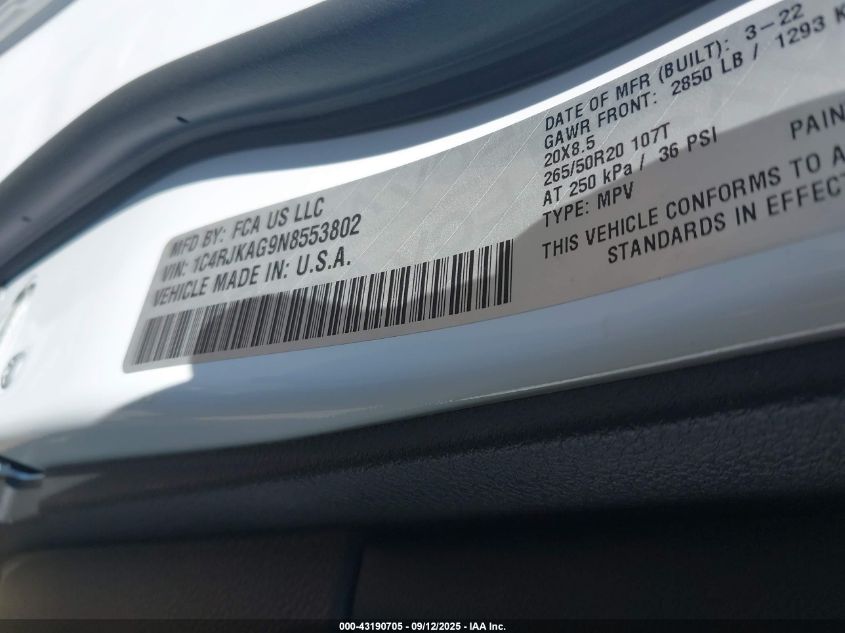 MFD BY: FCA US LLC
VIN: 1C4RJKAG9N8553802
VEHICLE MADE IN: U.S.A.
DATE OF MFR (BUILT): 3-22
GAWR FRONT: 2850 LB / 1293 K
20X8.5
265/50R20 107T
AT 250 kPa / 36 PSI
TYPE: MPV
PAIN
THIS VEHICLE CONFORMS TO A
STANDARDS IN EFFECT
000-43190705 - 09/12/2025 - IAA Inc.